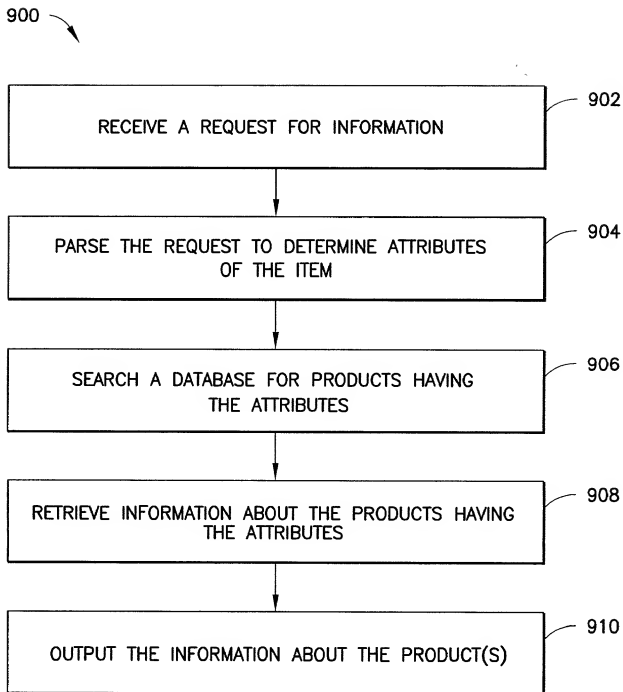 900
RECEIVE A REQUEST FOR INFORMATION
902
PARSE THE REQUEST TO DETERMINE ATTRIBUTES
OF THE ITEM
904
SEARCH A DATABASE FOR PRODUCTS HAVING
THE ATTRIBUTES
906
RETRIEVE INFORMATION ABOUT THE PRODUCTS HAVING
THE ATTRIBUTES
908
OUTPUT THE INFORMATION ABOUT THE PRODUCT(S)
910